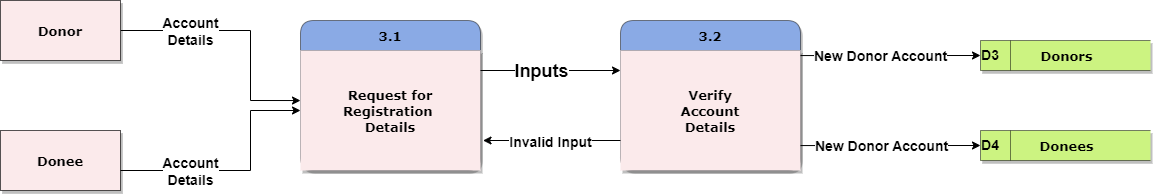 Donor
Account
Details
3.1
Request for
Registration
Details
Inputs
Invalid Input
3.2
Verify
Account
Details
New Donor Account
D3 Donors
Donee
Account
Details
New Donor Account
D4 Donees